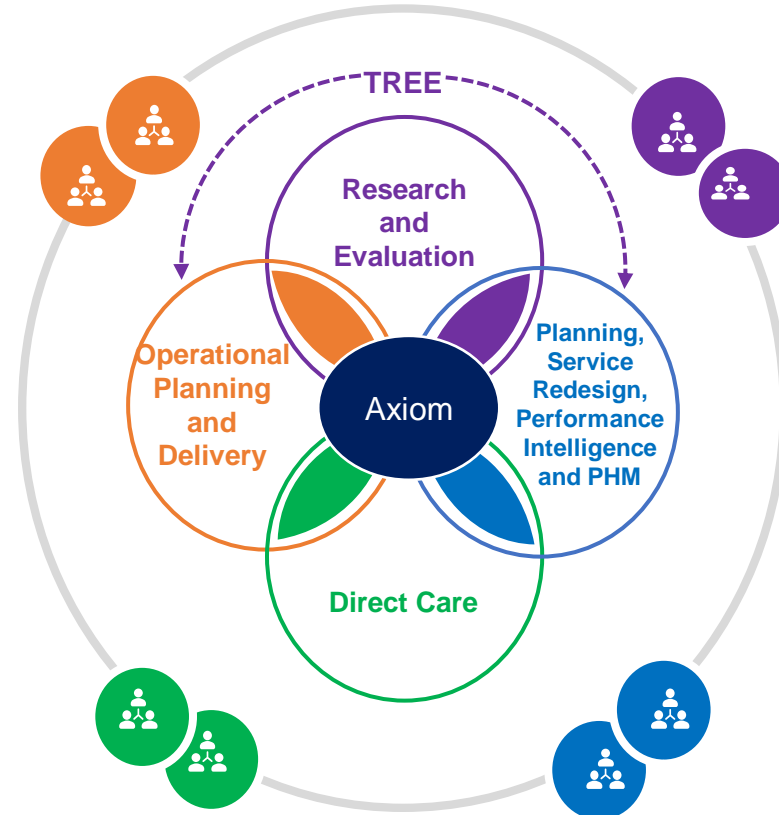 TREE
Research
and
Evaluation
Operational
Planning
and
Delivery
Axiom
Planning,
Service
Redesign,
Performance
Intelligence
and PHM
Direct Care